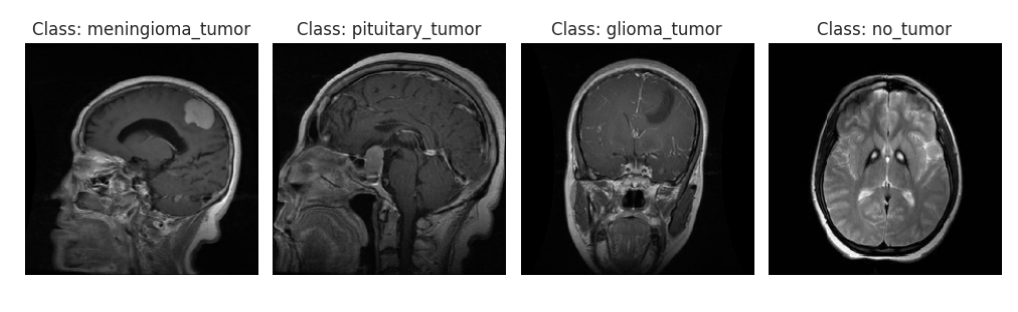 Class: meningioma_tumor
Class: pituitary_tumor
Class: glioma_tumor
Class: no_tumor